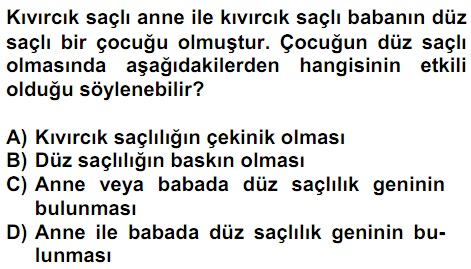 Kıvırcık saçlı anne ile kıvırcık saçlı babanın düz
saçlı bir çocuğu olmuştur. Çocuğun düz saçlı
olmasında aşağıdakilerden hangisinin etkili
olduğu söylenebilir?
A) Kıvırcık saçlılığın çekinik olması
B) Düz saçlılığın baskın olması
C) Anne veya babada düz saçlılık geninin
bulunması
D) Anne ile babada düz saçlılık geninin bu-
lunması